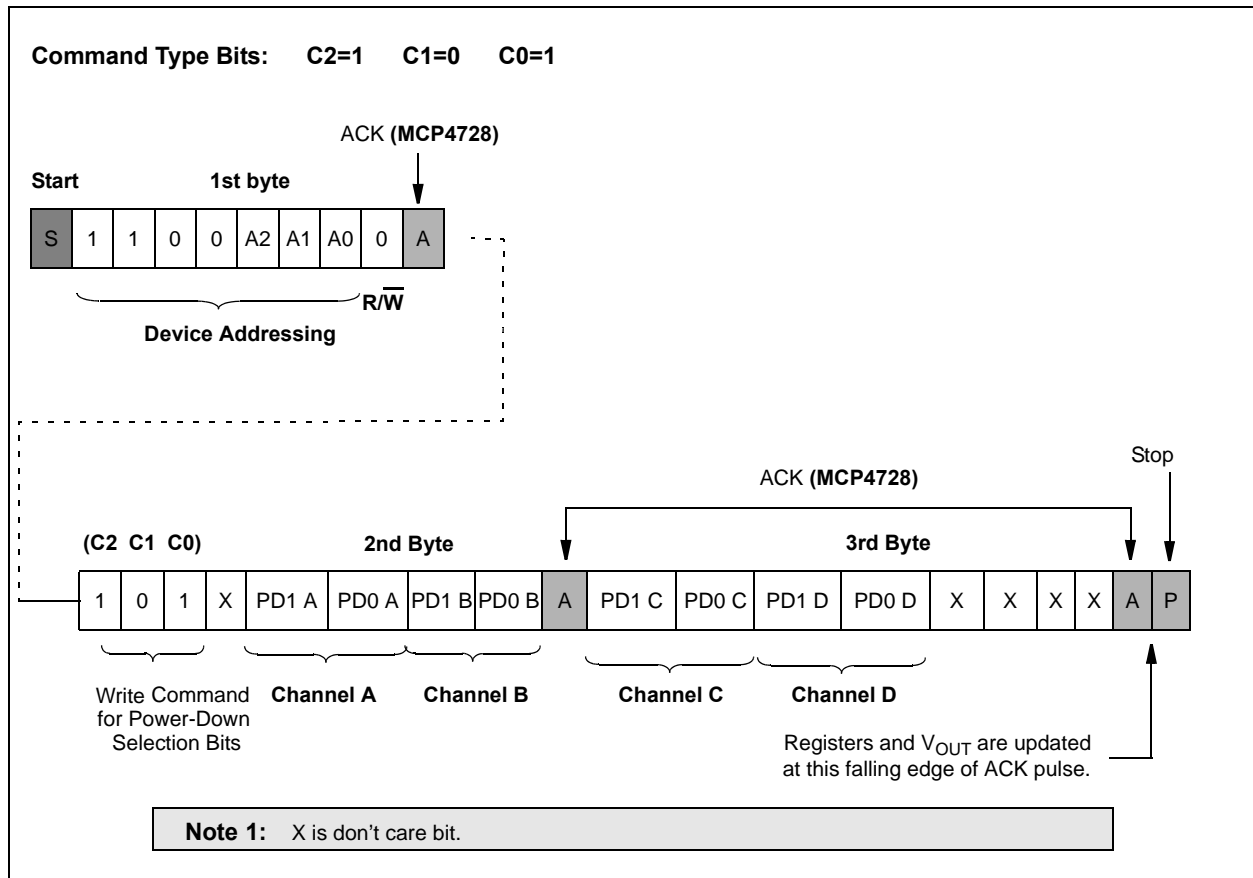 Command Type Bits: C2=1 C1=0 C0=1
ACK (MCP4728)
Start 1st byte
S 1 1 0 0 A2 A1 A0 0 A
R/W̅
Device Addressing
Stop
ACK (MCP4728)
(C2 C1 C0) 2nd Byte 3rd Byte
1 0 1 X PD1 A PD0 A PD1 B PD0 B A PD1 C PD0 C PD1 D PD0 D X X X X A P
Write Command Channel A Channel B Channel C Channel D
for Power-Down
Selection Bits
Registers and VOUT are updated
at this falling edge of ACK pulse.
Note 1: X is don't care bit.